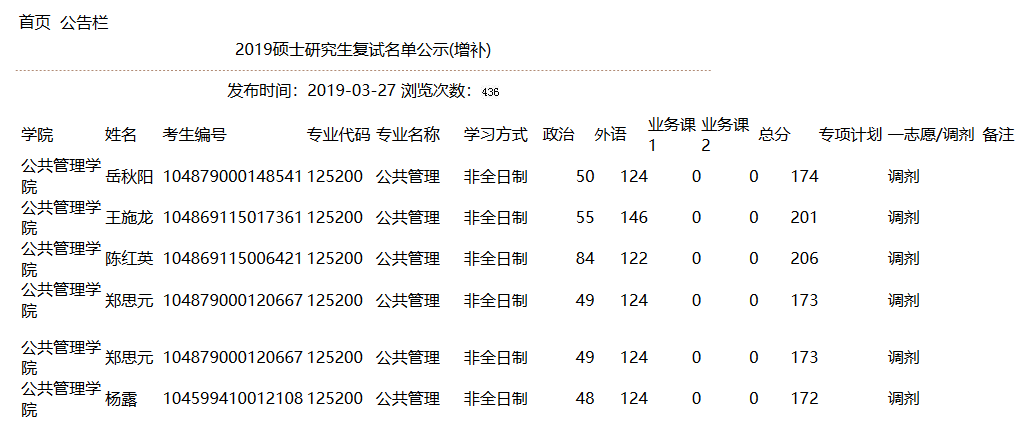 首页 公告栏
2019硕士研究生复试名单公示(增补)
发布时间：2019-03-27 浏览次数：436
学院 姓名 考生编号 专业代码 专业名称 学习方式 政治 外语 业务课1 业务课2 总分 专项计划 一志愿/调剂 备注
公共管理学院 岳秋阳 104879000148541 125200 公共管理 非全日制 50 124 0 0 174 调剂
公共管理学院 王施龙 104869115017361 125200 公共管理 非全日制 55 146 0 0 201 调剂
公共管理学院 陈红英 104869115006421 125200 公共管理 非全日制 84 122 0 0 206 调剂
公共管理学院 郑思元 104879000120667 125200 公共管理 非全日制 49 124 0 0 173 调剂
公共管理学院 郑思元 104879000120667 125200 公共管理 非全日制 49 124 0 0 173 调剂
公共管理学院 杨露 104599410012108 125200 公共管理 非全日制 48 124 0 0 172 调剂